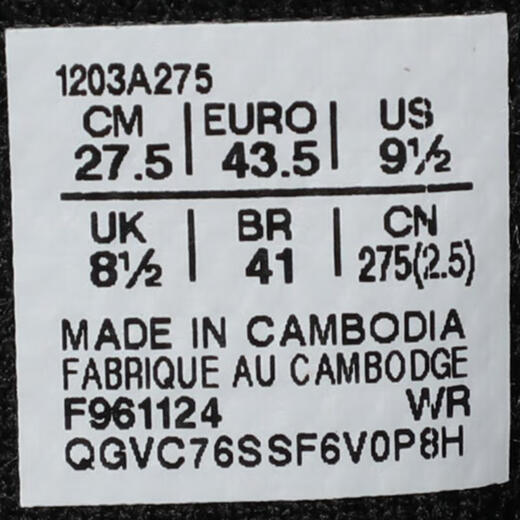 1203A275
CM | EURO | US
27.5 | 43.5 | 9½
UK | BR | CN
8½ | 41 | 275(2.5)
MADE IN CAMBODIA
FABRIQUE AU CAMBODGE
F961124 WR
QGVC76SSF6V0P8H